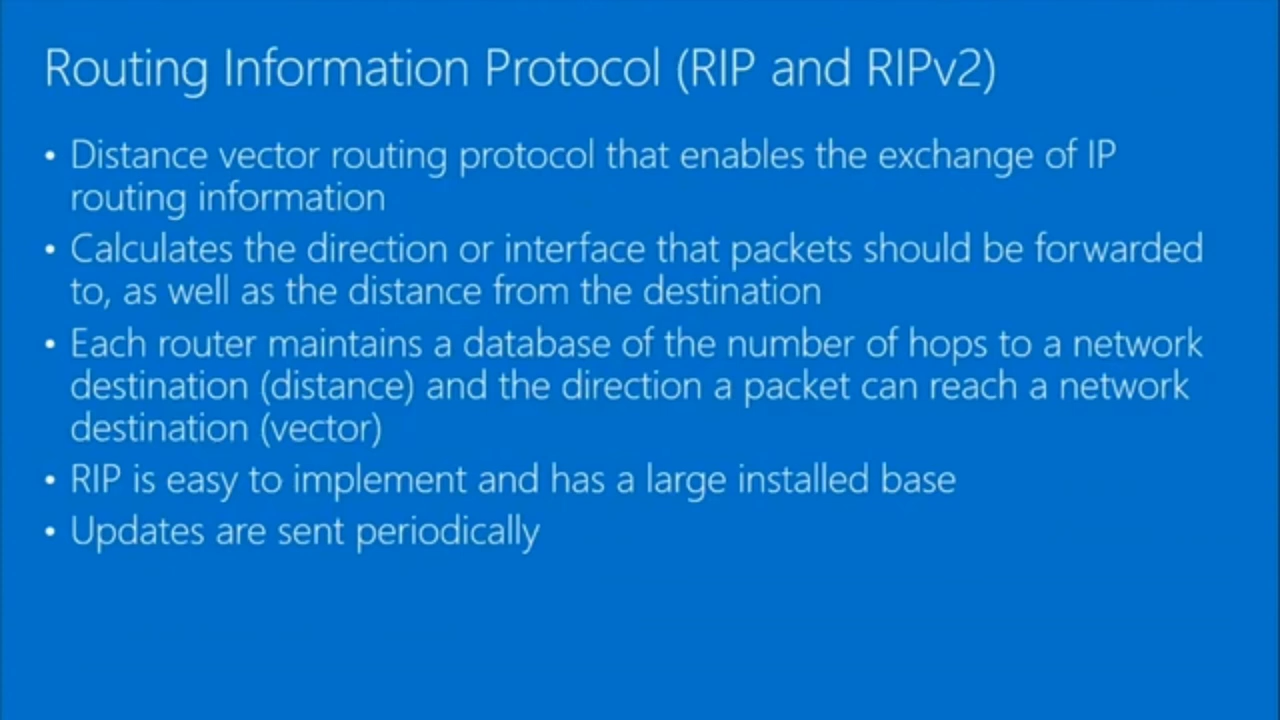 Routing Information Protocol (RIP and RIPv2)
• Distance vector routing protocol that enables the exchange of IP
routing information
• Calculates the direction or interface that packets should be forwarded
to, as well as the distance from the destination
• Each router maintains a database of the number of hops to a network
destination (distance) and the direction a packet can reach a network
destination (vector)
• RIP is easy to implement and has a large installed base
• Updates are sent periodically